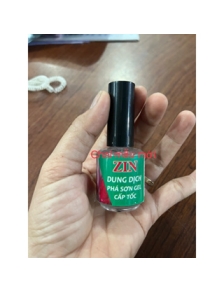 ZIN
DUNG DỊCH
PHÁ SƠN GEL
CẤP TỐC